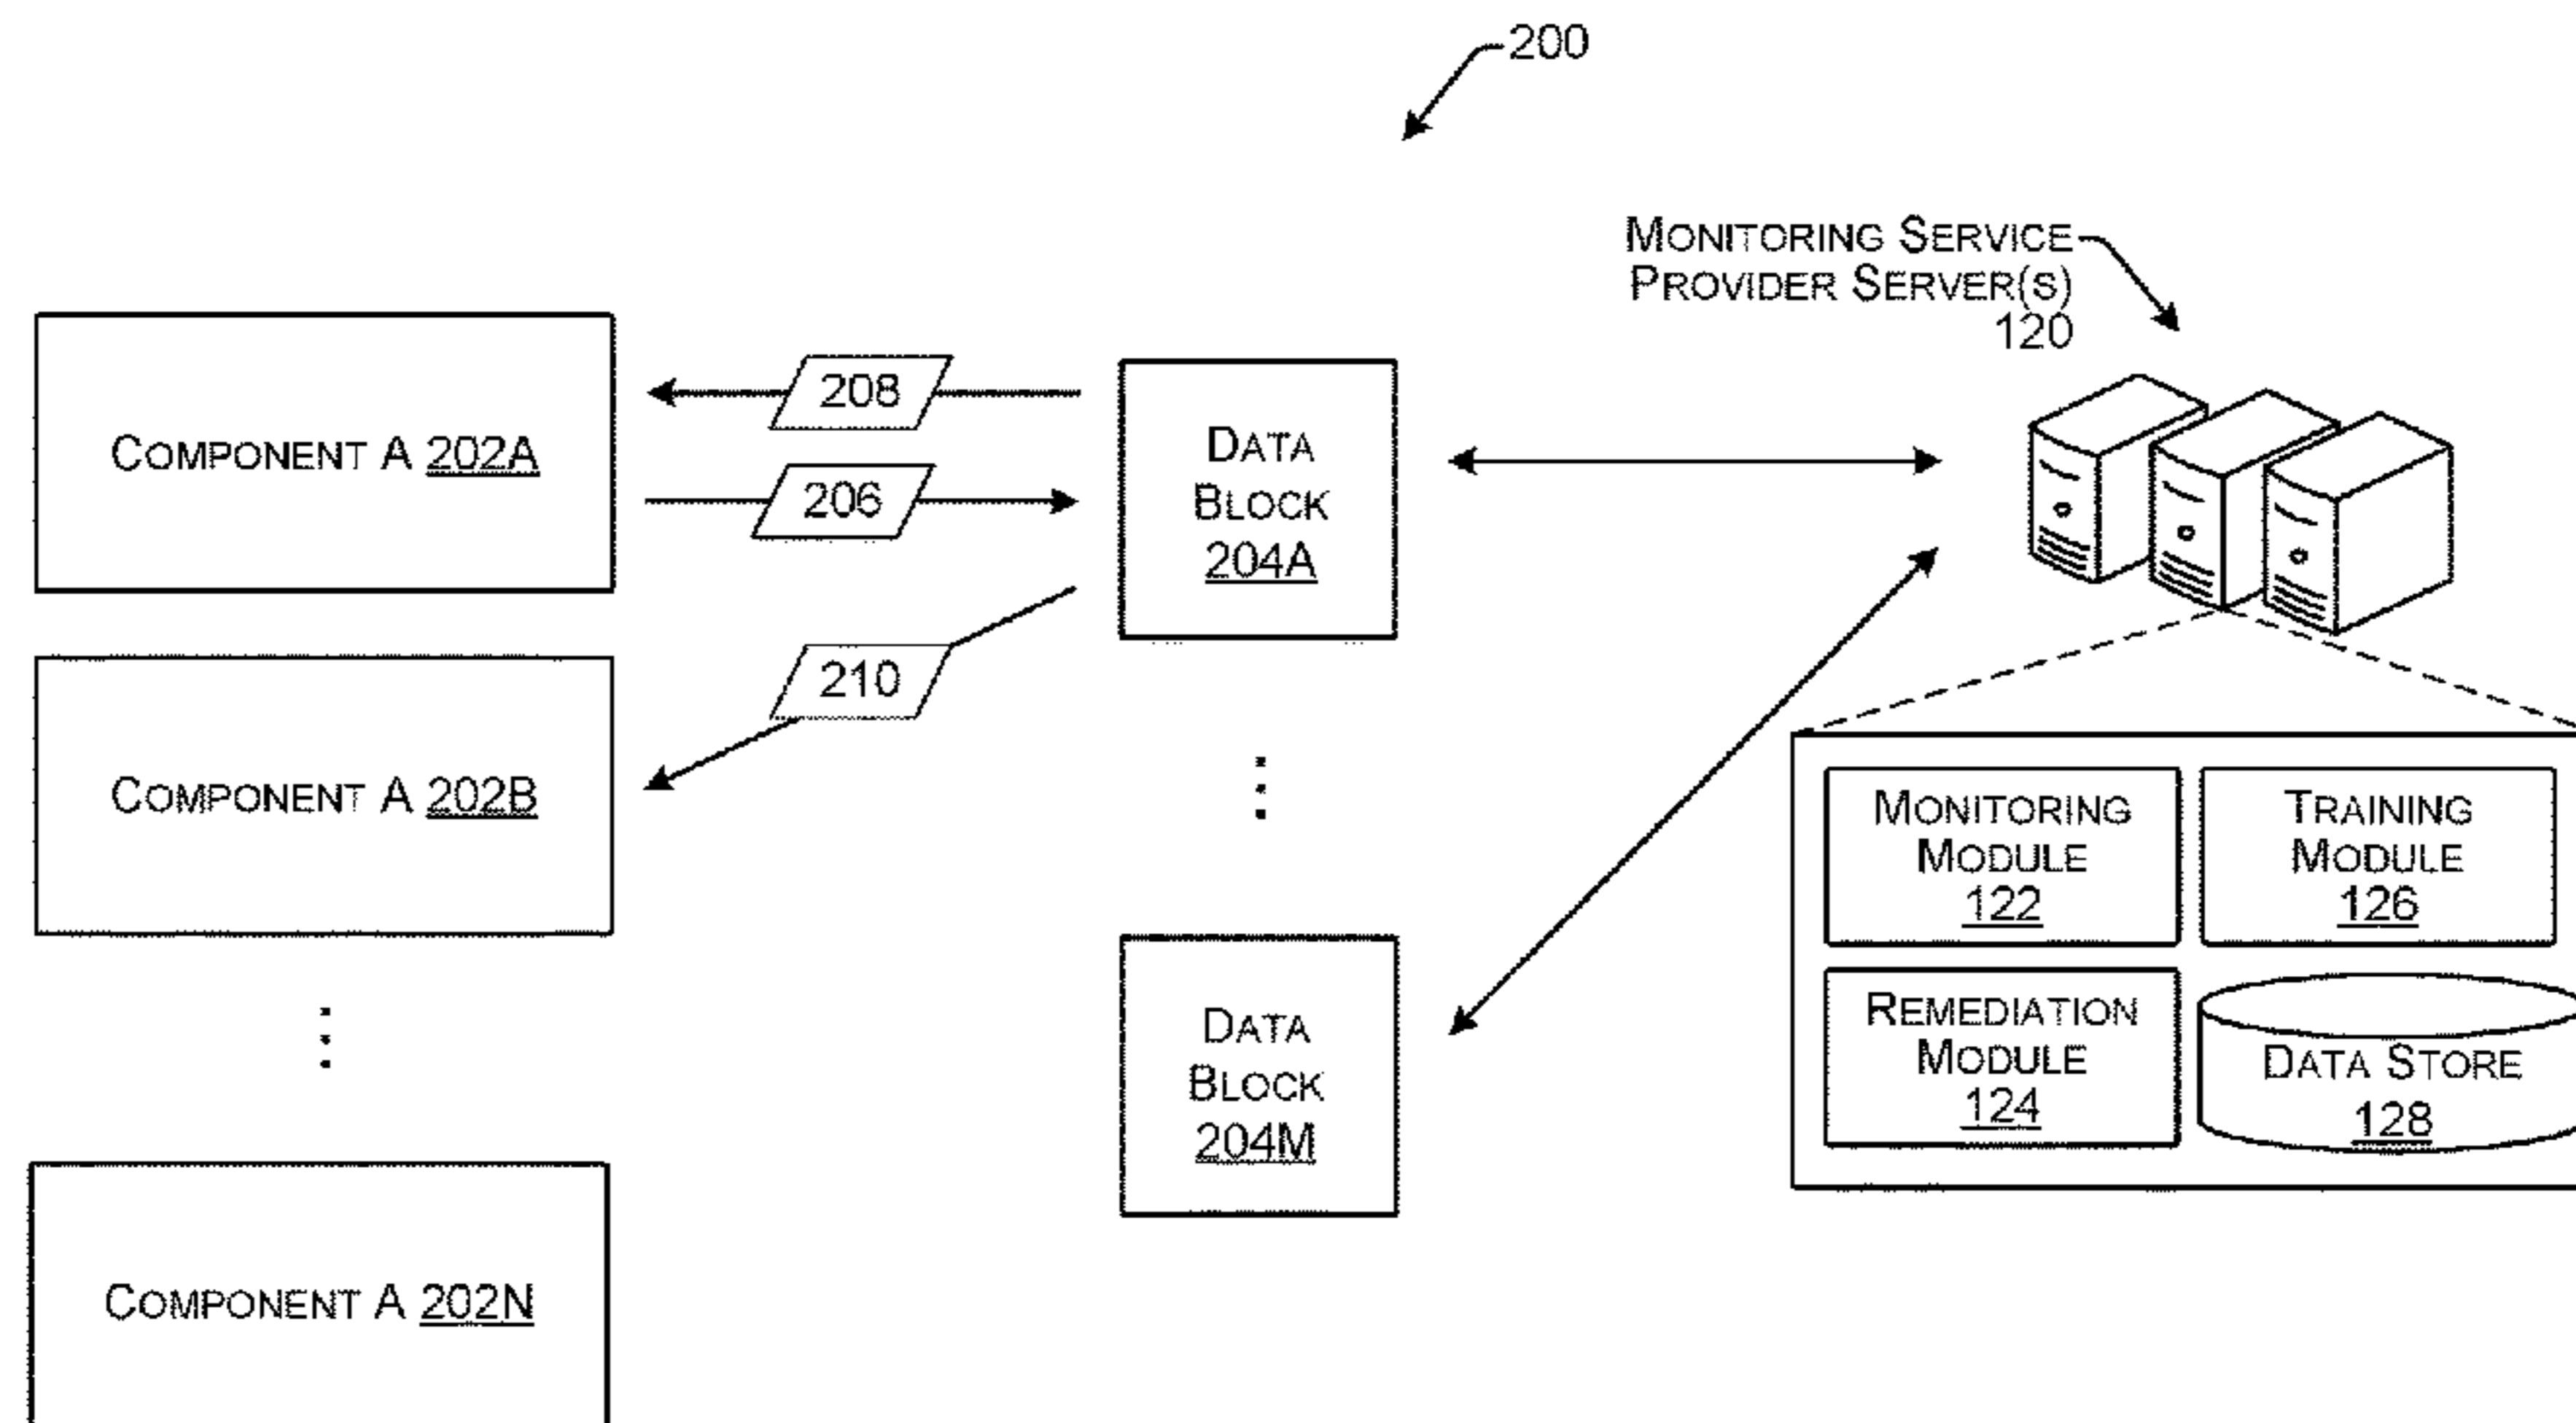 200
MONITORING SERVICE
PROVIDER SERVER(S)
120
COMPONENT A 202A
208
206
DATA
BLOCK
204A
COMPONENT A 202B
210
MONITORING
MODULE
122
TRAINING
MODULE
126
REMEDIATION
MODULE
124
DATA STORE
128
DATA
BLOCK
204M
COMPONENT A 202N